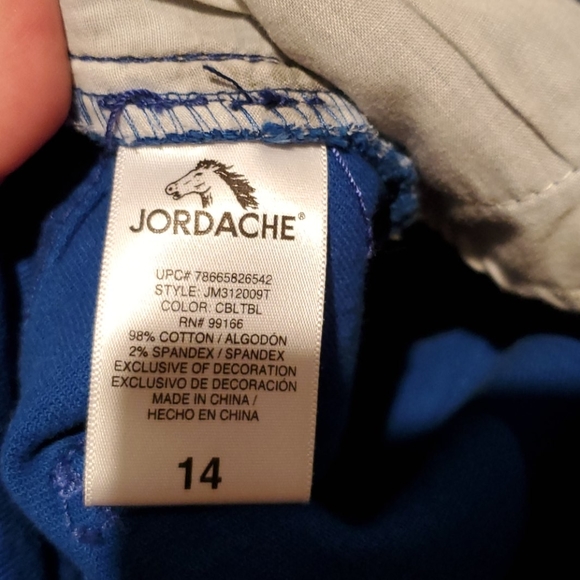 JORDACHE®
UPC# 78665826542
STYLE: JM312009T
COLOR: CBLTBL
RN# 99166
98% COTTON / ALGODÓN
2% SPANDEX / SPANDEX
EXCLUSIVE OF DECORATION
EXCLUSIVO DE DECORACIÓN
MADE IN CHINA /
HECHO EN CHINA
14